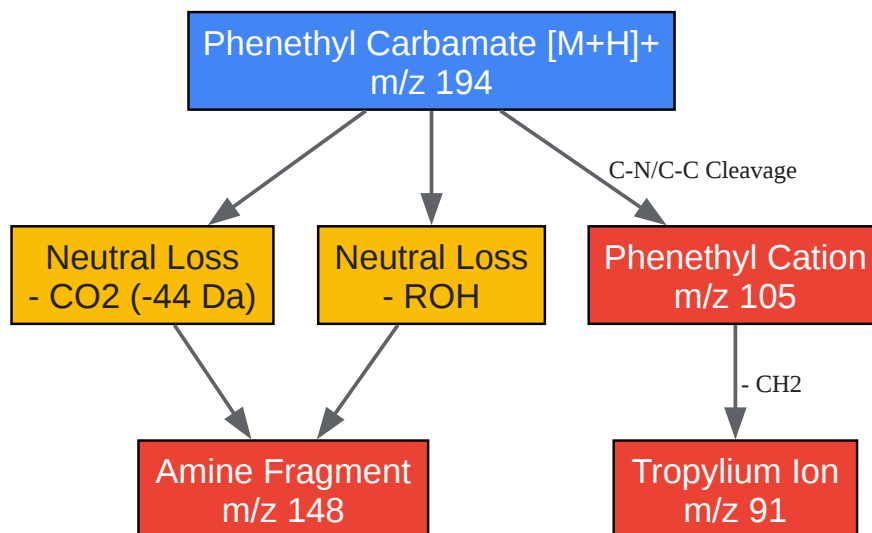 Phenethyl Carbamate [M+H]+
m/z 194
C-N/C-C Cleavage
Neutral Loss
- CO2 (-44 Da)
Neutral Loss
- ROH
Phenethyl Cation
m/z 105
- CH2
Amine Fragment
m/z 148
Tropylium Ion
m/z 91